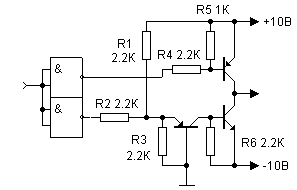 R5 1K
+10В
R1
2.2K
R4 2.2K
&
&
R2 2.2K
R3
2.2K
R6 2.2K
-10В